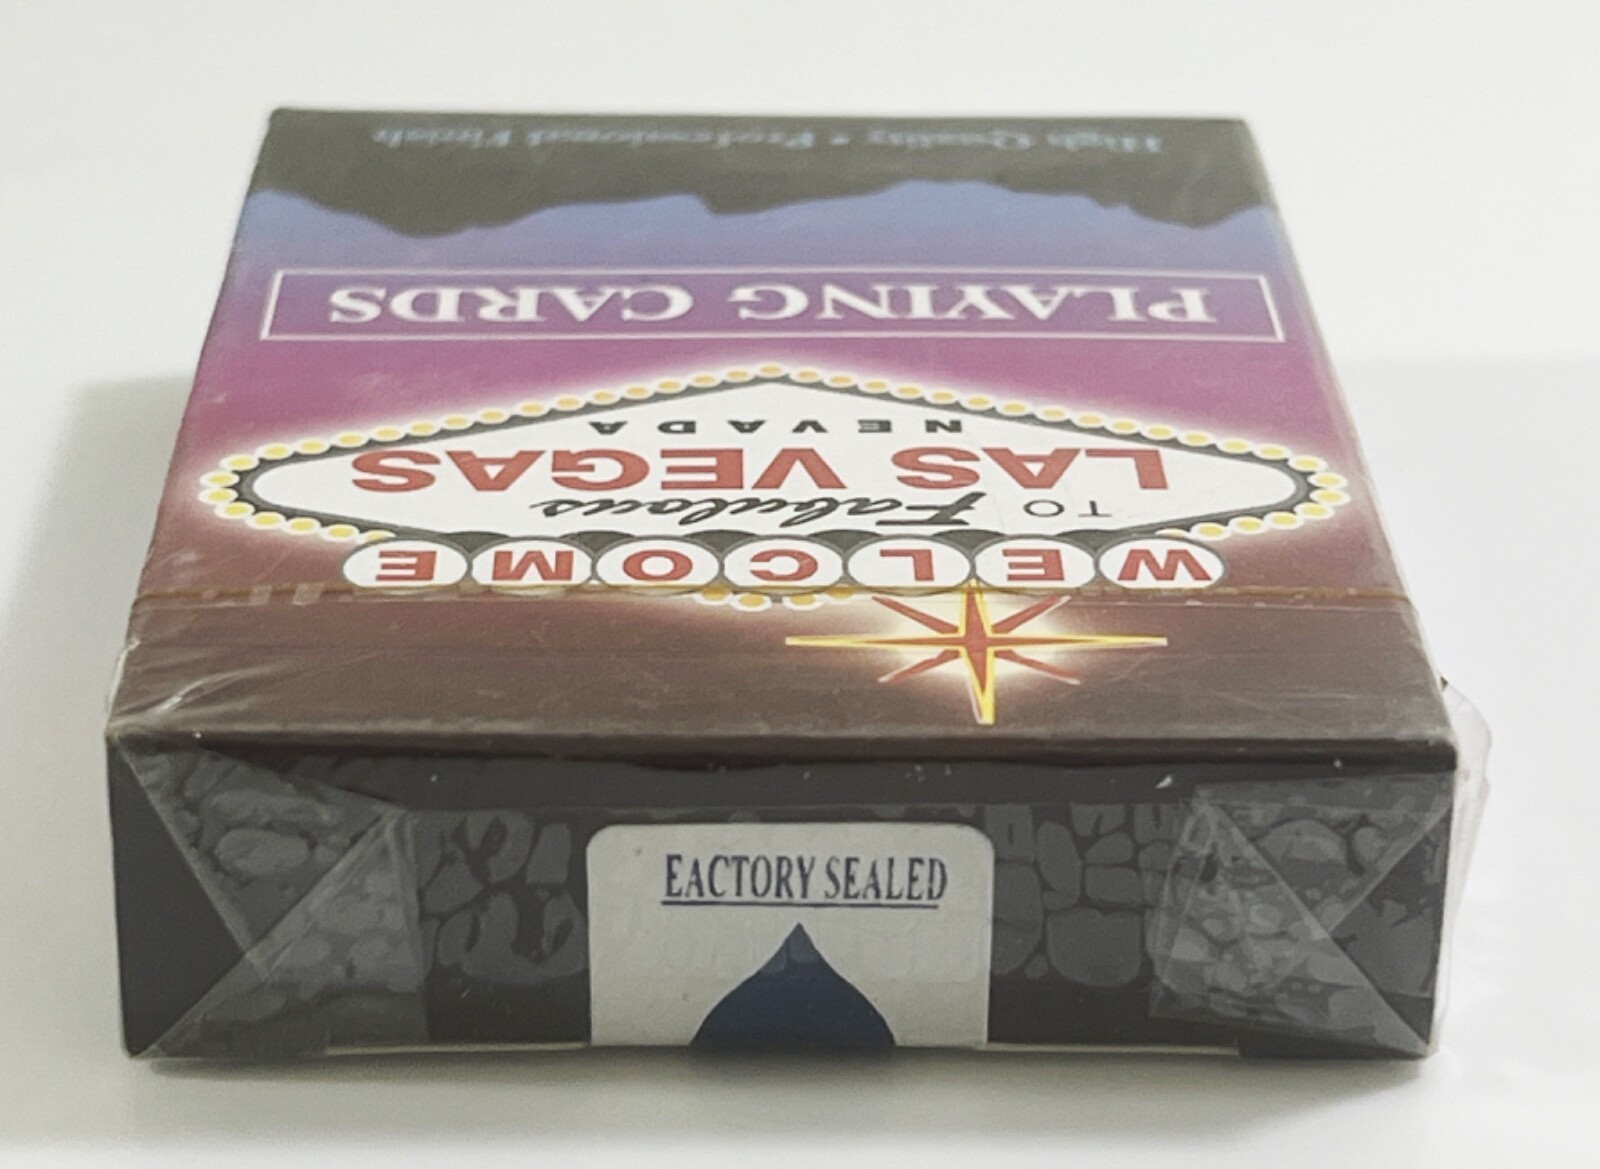 WELCOME
TO Fabulous
LAS VEGAS
NEVADA
PLAYING CARDS
High Quality • Professional Finish
EACTORY SEALED